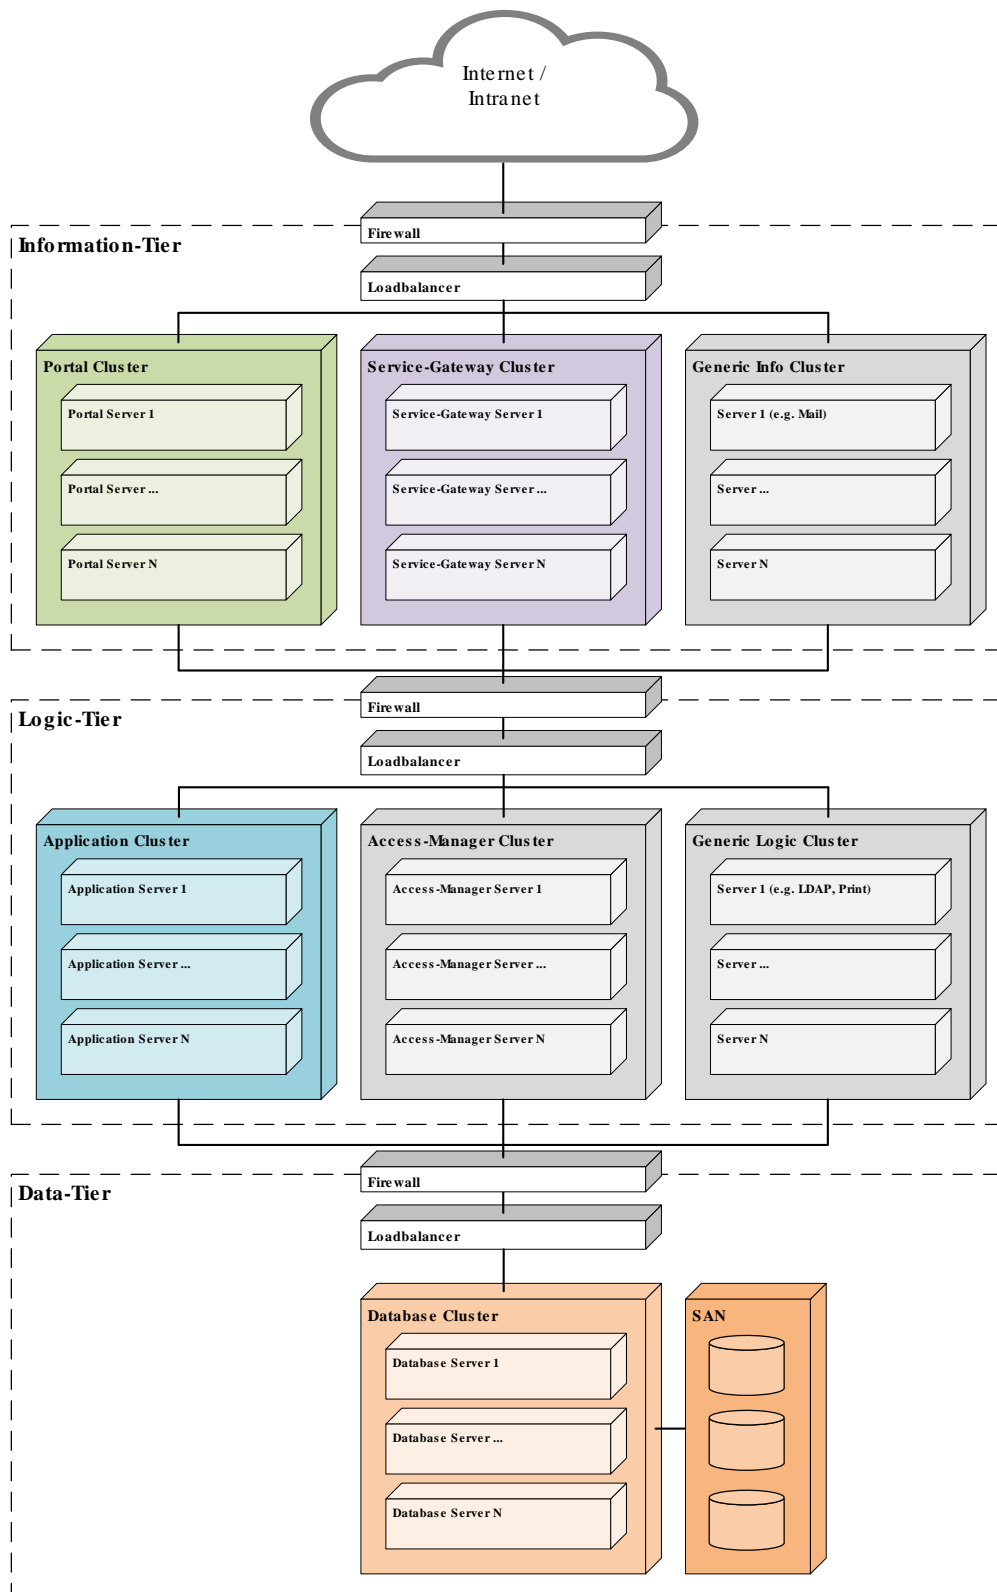 Internet /
Intranet
Firewall
Information-Tier
Loadbalancer
Portal Cluster
Portal Server 1
Portal Server ...
Portal Server N
Service-Gateway Cluster
Service-Gateway Server 1
Service-Gateway Server ...
Service-Gateway Server N
Generic Info Cluster
Server 1 (e.g. Mail)
Server ...
Server N
Firewall
Logic-Tier
Loadbalancer
Application Cluster
Application Server 1
Application Server ...
Application Server N
Access-Manager Cluster
Access-Manager Server 1
Access-Manager Server ...
Access-Manager Server N
Generic Logic Cluster
Server 1 (e.g. LDAP, Print)
Server ...
Server N
Firewall
Data-Tier
Loadbalancer
Database Cluster
Database Server 1
Database Server ...
Database Server N
SAN